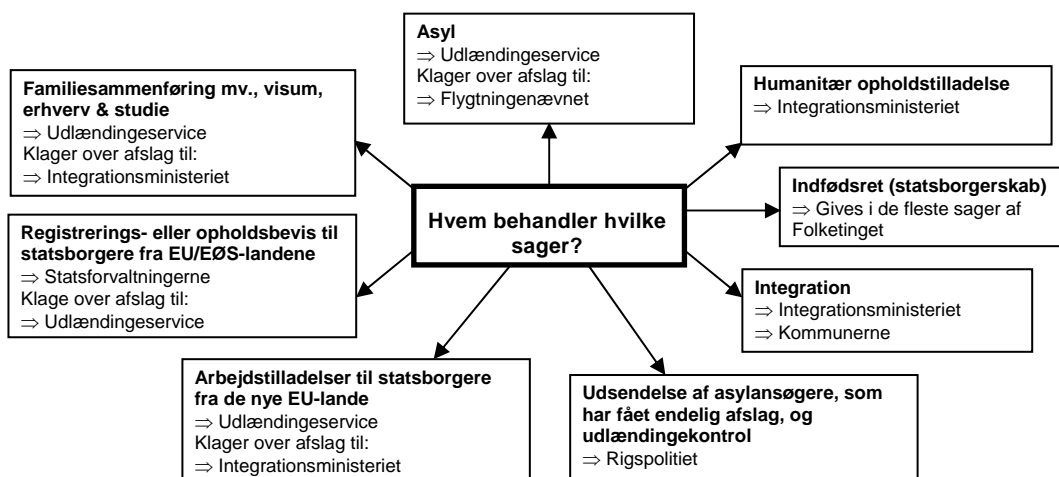 Asyl
⇒ Udlændingeservice
Klager over afslag til:
⇒ Flygtningenævnet
Familiesammenføring mv., visum,
erhverv & studie
⇒ Udlændingeservice
Klager over afslag til:
⇒ Integrationsministeriet
Humanitær opholdstilladelse
⇒ Integrationsministeriet
Hvem behandler hvilke
sager?
Indfødsret (statsborgerskab)
⇒ Gives i de fleste sager af
Folketinget
Registrerings- eller opholdsbevis til
statsborgere fra EU/EØS-landene
⇒ Statsforvaltningerne
Klage over afslag til:
⇒ Udlændingeservice
Integration
⇒ Integrationsministeriet
⇒ Kommunerne
Arbejdstilladelser til statsborgere
fra de nye EU-lande
⇒ Udlændingeservice
Klager over afslag til:
⇒ Integrationsministeriet
Udsendelse af asylansøgere, som
har fået endelig afslag, og
udlændingekontrol
⇒ Rigspolitiet